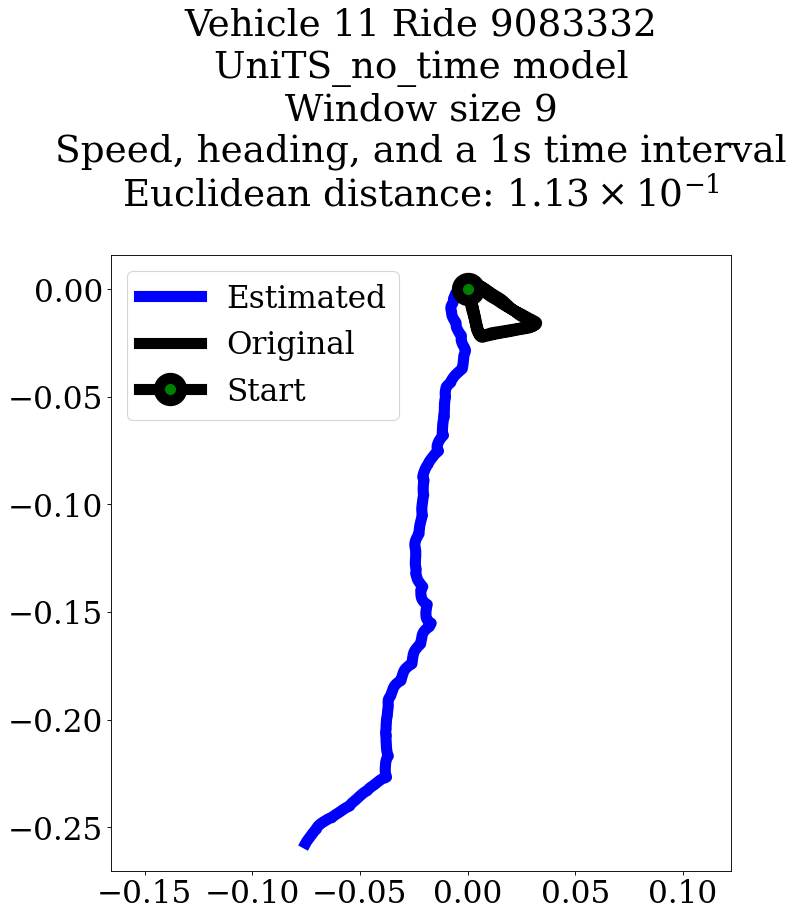 Vehicle 11 Ride 9083332
UniTS_no_time model
Window size 9
Speed, heading, and a 1s time interval
Euclidean distance: 1.13 × 10⁻¹
Estimated
Original
Start
0.00
−0.05
−0.10
−0.15
−0.20
−0.25
−0.15 −0.10 −0.05 0.00 0.05 0.10